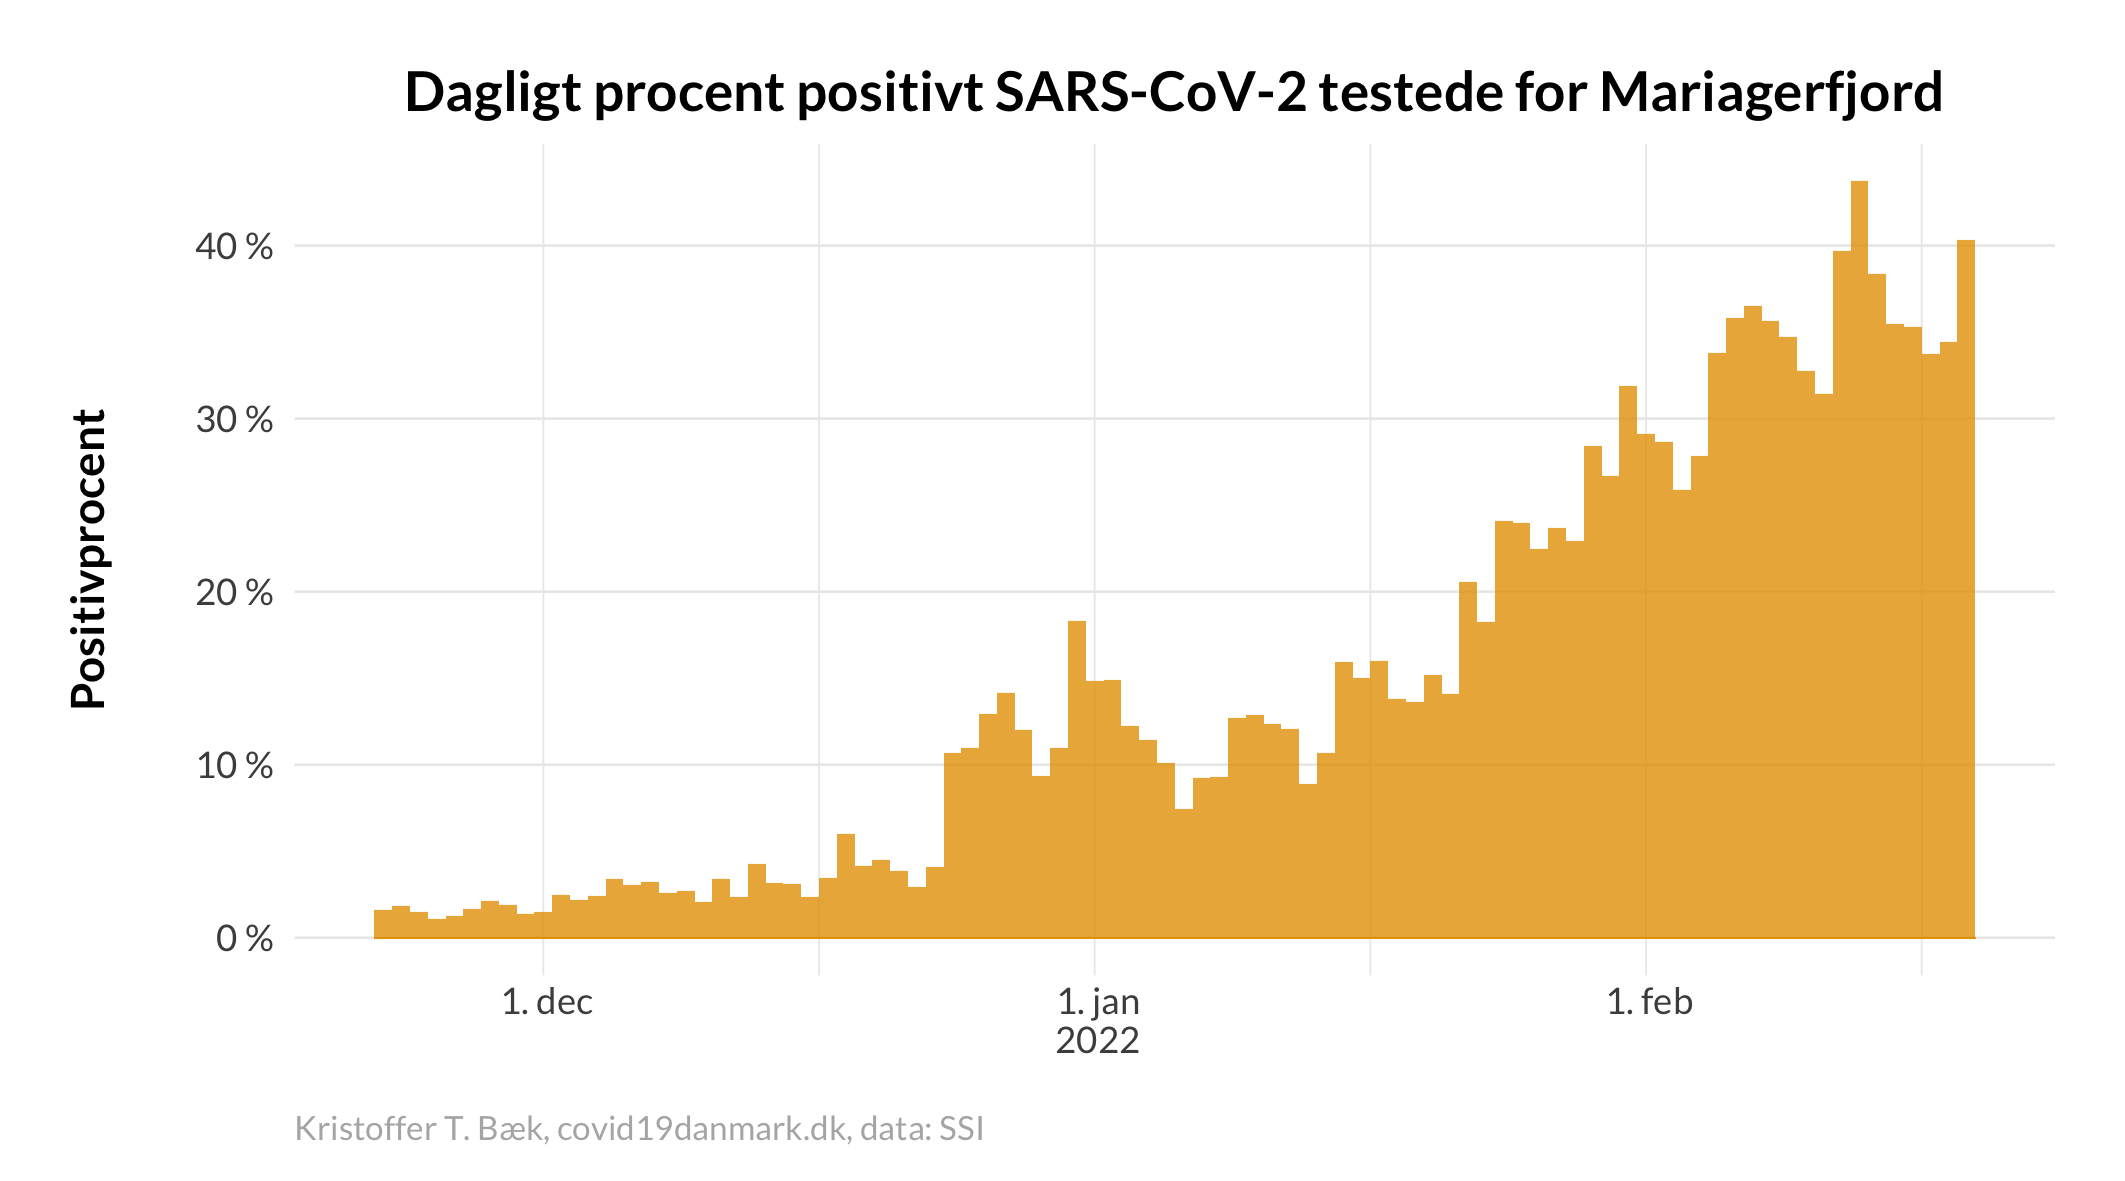 Dagligt procent positivt SARS-CoV-2 testede for Mariagerfjord
Positivprocent
40 %
30 %
20 %
10 %
0 %
1. dec
1. jan
2022
1. feb
Kristoffer T. Bæk, covid19danmark.dk, data: SSI